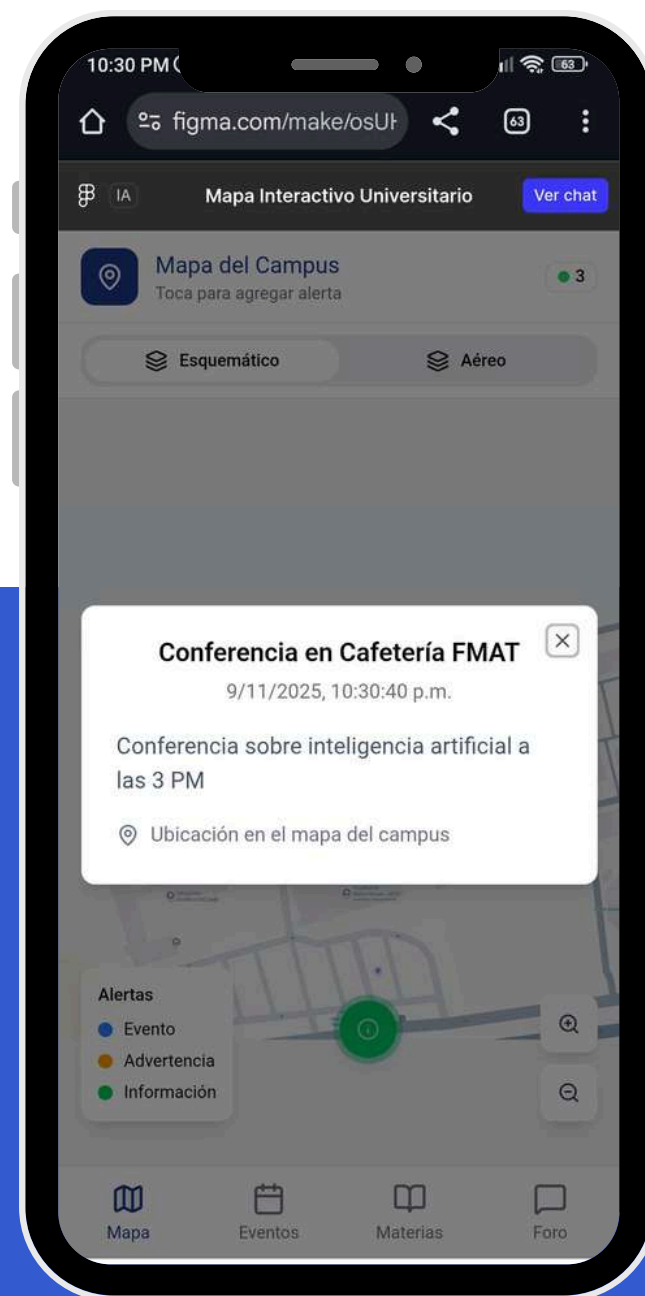 10:30 PM
63
figma.com/make/osUH
63
IA
Mapa Interactivo Universitario
Ver chat
Mapa del Campus
Toca para agregar alerta
3
Esquemático
Aéreo
Conferencia en Cafetería FMAT
9/11/2025, 10:30:40 p.m.
Conferencia sobre inteligencia artificial a
las 3 PM
Ubicación en el mapa del campus
Alertas
Evento
Advertencia
Información
Mapa
Eventos
Materias
Foro